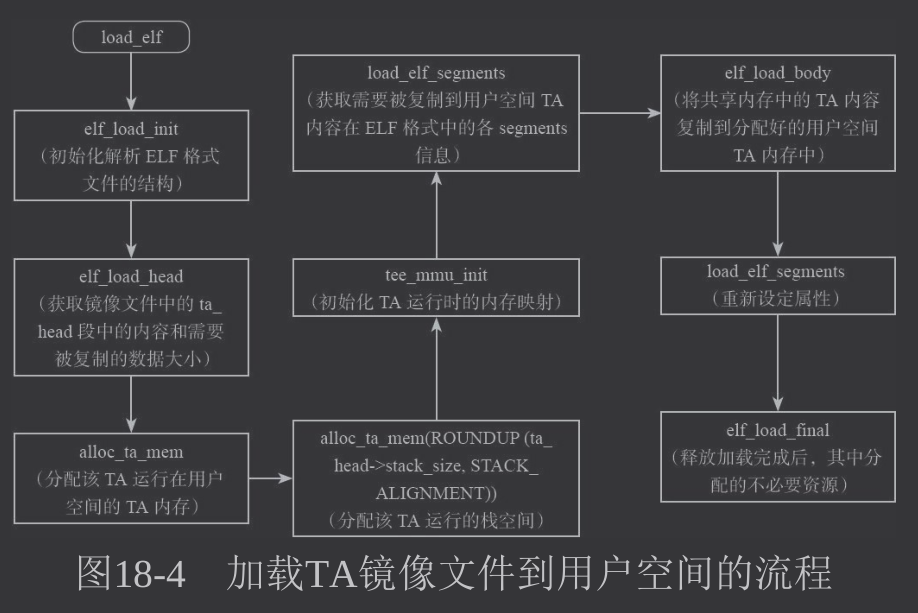 load_elf
elf_load_init
（初始化解析 ELF 格式
文件的结构）
elf_load_head
（获取镜像文件中的 ta_
head 段中的内容和需要
被复制的数据大小）
alloc_ta_mem
（分配该 TA 运行在用户
空间的 TA 内存）
alloc_ta_mem(ROUNDUP (ta_
head->stack_size, STACK_
ALIGNMENT))
（分配该 TA 运行的栈空间）
tee_mmu_init
（初始化 TA 运行时的内存映射）
load_elf_segments
（获取需要被复制到用户空间 TA
内容在 ELF 格式中的各 segments
信息）
elf_load_body
（将共享内存中的 TA 内容
复制到分配好的用户空间
TA 内存中）
load_elf_segments
（重新设定属性）
elf_load_final
（释放加载完成后，其中分
配的不必要资源）
图18-4 加载TA镜像文件到用户空间的流程